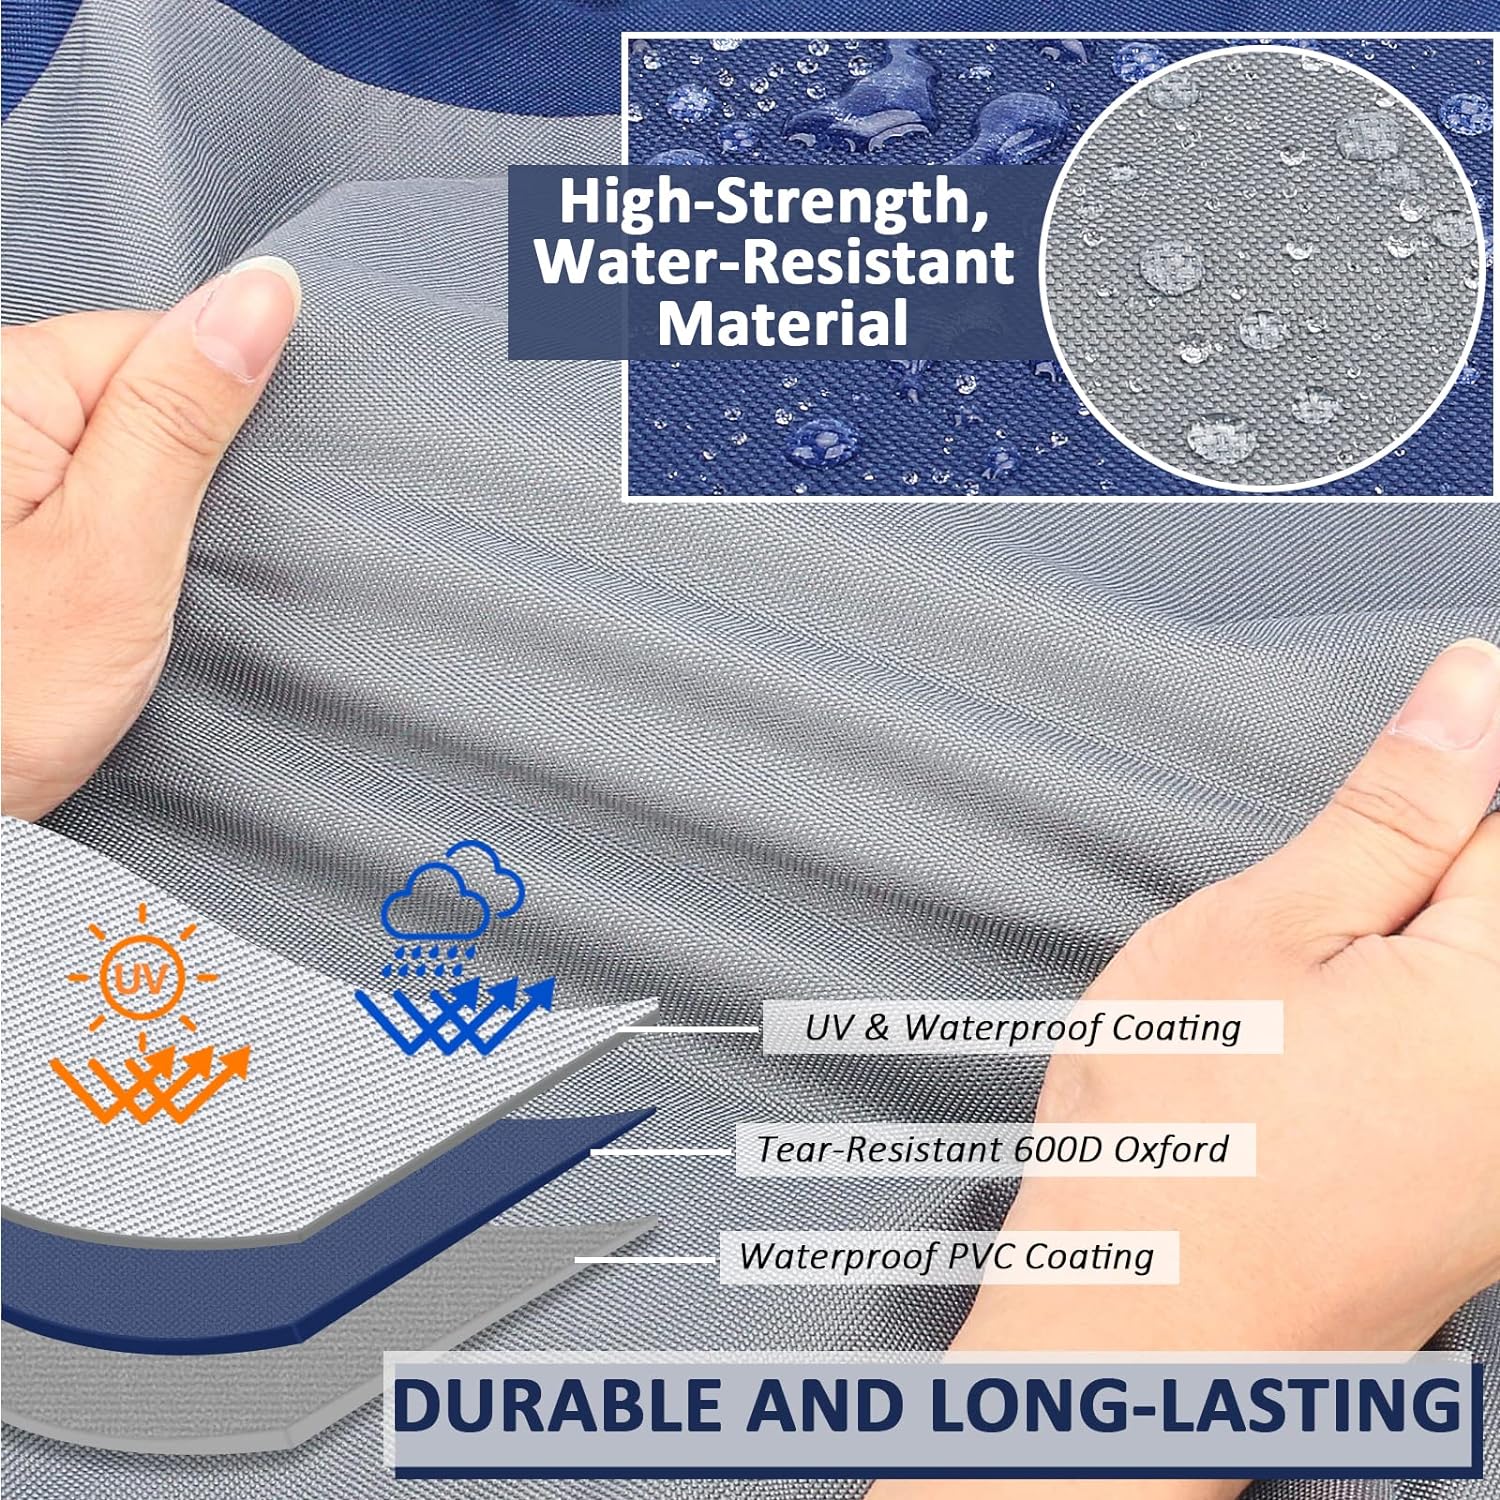 High-Strength,
Water-Resistant
Material
UV
UV & Waterproof Coating
Tear-Resistant 600D Oxford
Waterproof PVC Coating
DURABLE AND LONG-LASTING